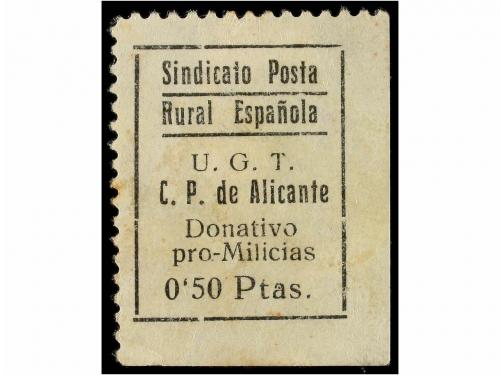 Sindicato Posta
Rural Española
U. G. T.
C. P. de Alicante
Donativo
pro-Milicias
0'50 Ptas.